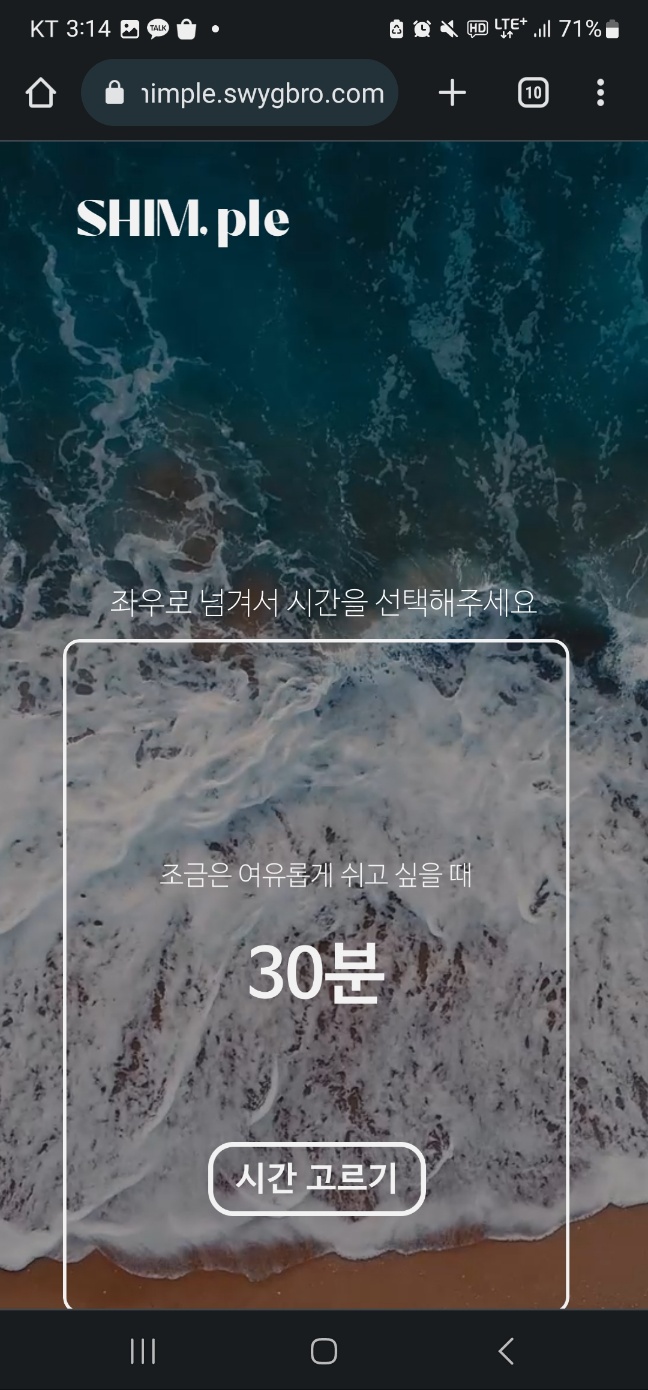 KT 3:14 TALK HD LTE+ 71%
himple.swygbro.com + 10
SHIM.ple
좌우로 넘겨서 시간을 선택해주세요
조금은 여유롭게 쉬고 싶을 때
30분
시간 고르기